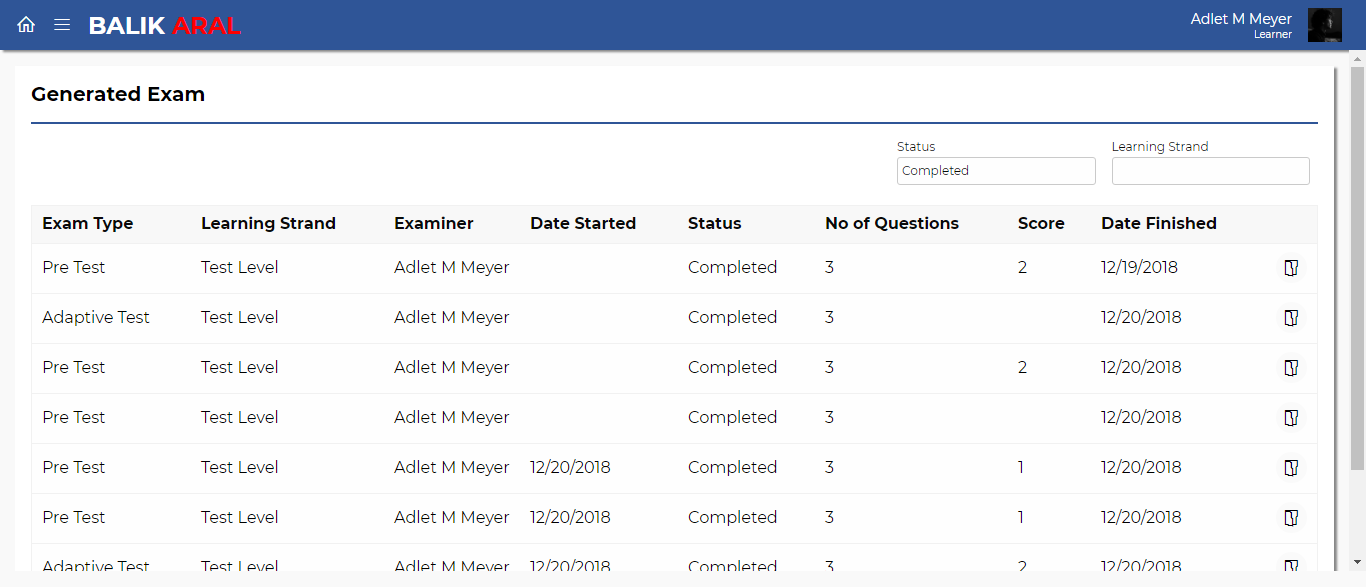 BALIK ARAL
Adlet M Meyer
Learner
Generated Exam
Status Learning Strand
Completed
Exam Type Learning Strand Examiner Date Started Status No of Questions Score Date Finished
Pre Test Test Level Adlet M Meyer Completed 3 2 12/19/2018
Adaptive Test Test Level Adlet M Meyer Completed 3 12/20/2018
Pre Test Test Level Adlet M Meyer Completed 3 2 12/20/2018
Pre Test Test Level Adlet M Meyer Completed 3 12/20/2018
Pre Test Test Level Adlet M Meyer 12/20/2018 Completed 3 1 12/20/2018
Pre Test Test Level Adlet M Meyer 12/20/2018 Completed 3 1 12/20/2018
Adaptive Test Test Level Adlet M Meyer 12/20/2018 Completed 3 2 12/20/2018